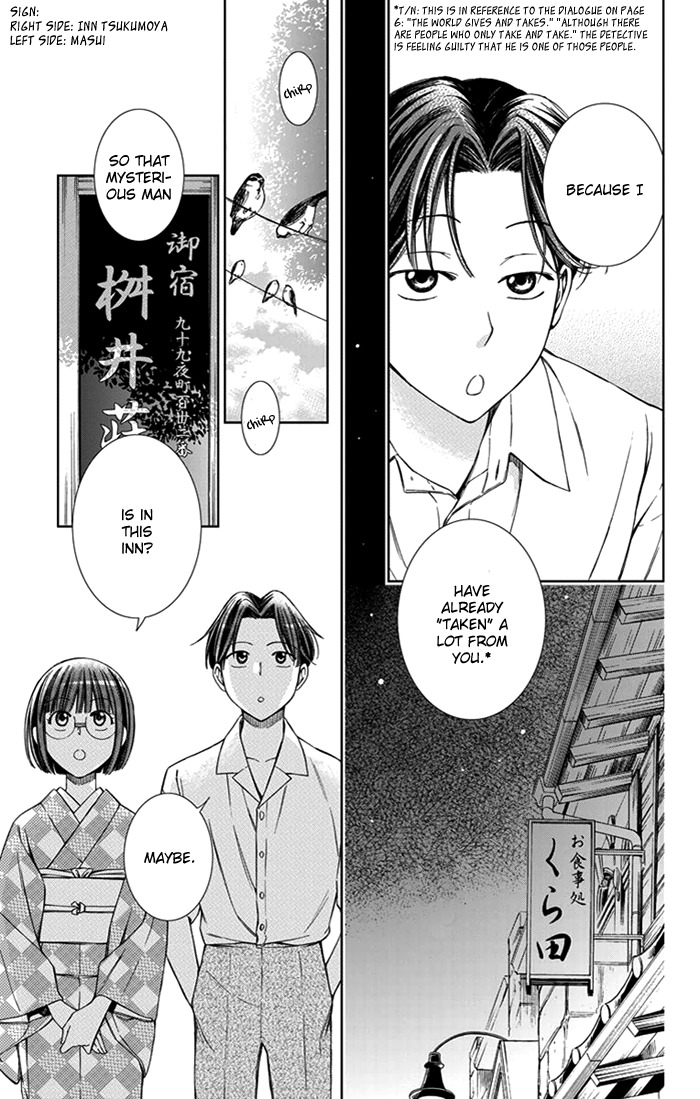 *T/N: THIS IS IN REFERENCE TO THE DIALOGUE ON PAGE
6: "THE WORLD GIVES AND TAKES." "ALTHOUGH THERE
ARE PEOPLE WHO ONLY TAKE AND TAKE." THE DETECTIVE
IS FEELING GUILTY THAT HE IS ONE OF THOSE PEOPLE.
BECAUSE I
HAVE
ALREADY
"TAKEN" A
LOT FROM
YOU.*
お食事処
くら田
SIGN:
RIGHT SIDE: INN TSUKUMOYA
LEFT SIDE: MASUI
CHIRP
CHIRP
SO THAT
MYSTERI-
OUS MAN
御宿
九十九夜町百廿二番
桝井荘
IS IN
THIS
INN?
MAYBE.